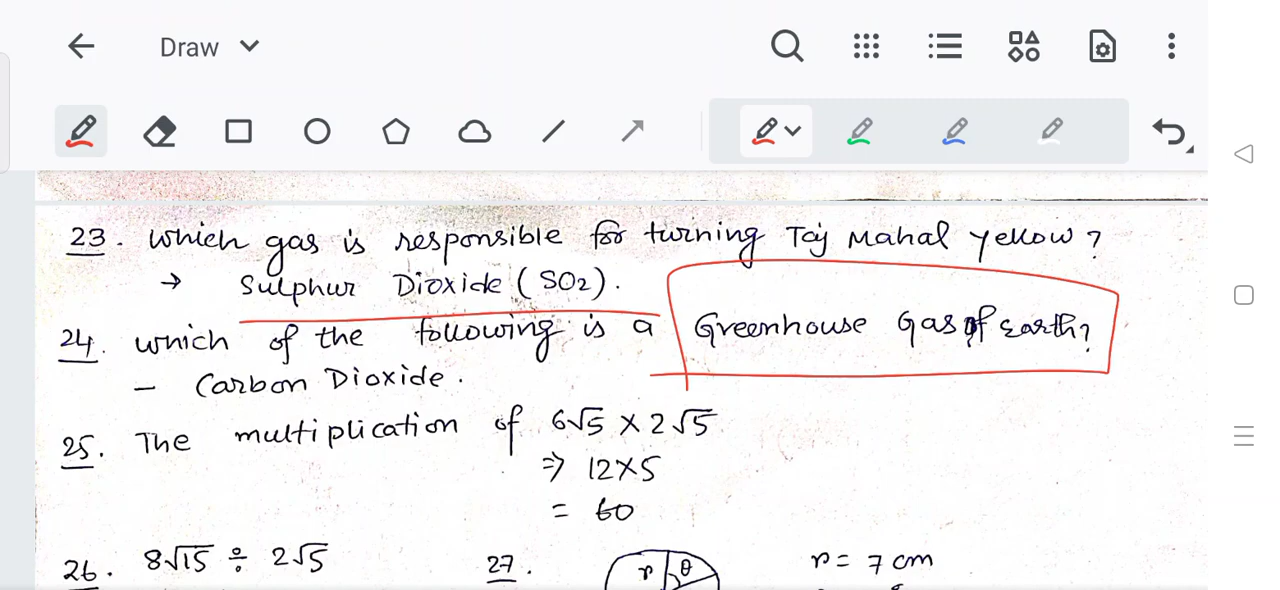 Draw
23. which gas is responsible for turning Taj Mahal yellow?
→ Sulphur Dioxide (SO2).
24. which of the following is a Greenhouse Gas of Earth?
- Carbon Dioxide.
25. The multiplication of 6√5 × 2√5
⇒ 12×5
= 60
26. 8√15 ÷ 2√5
27. r θ r = 7 cm